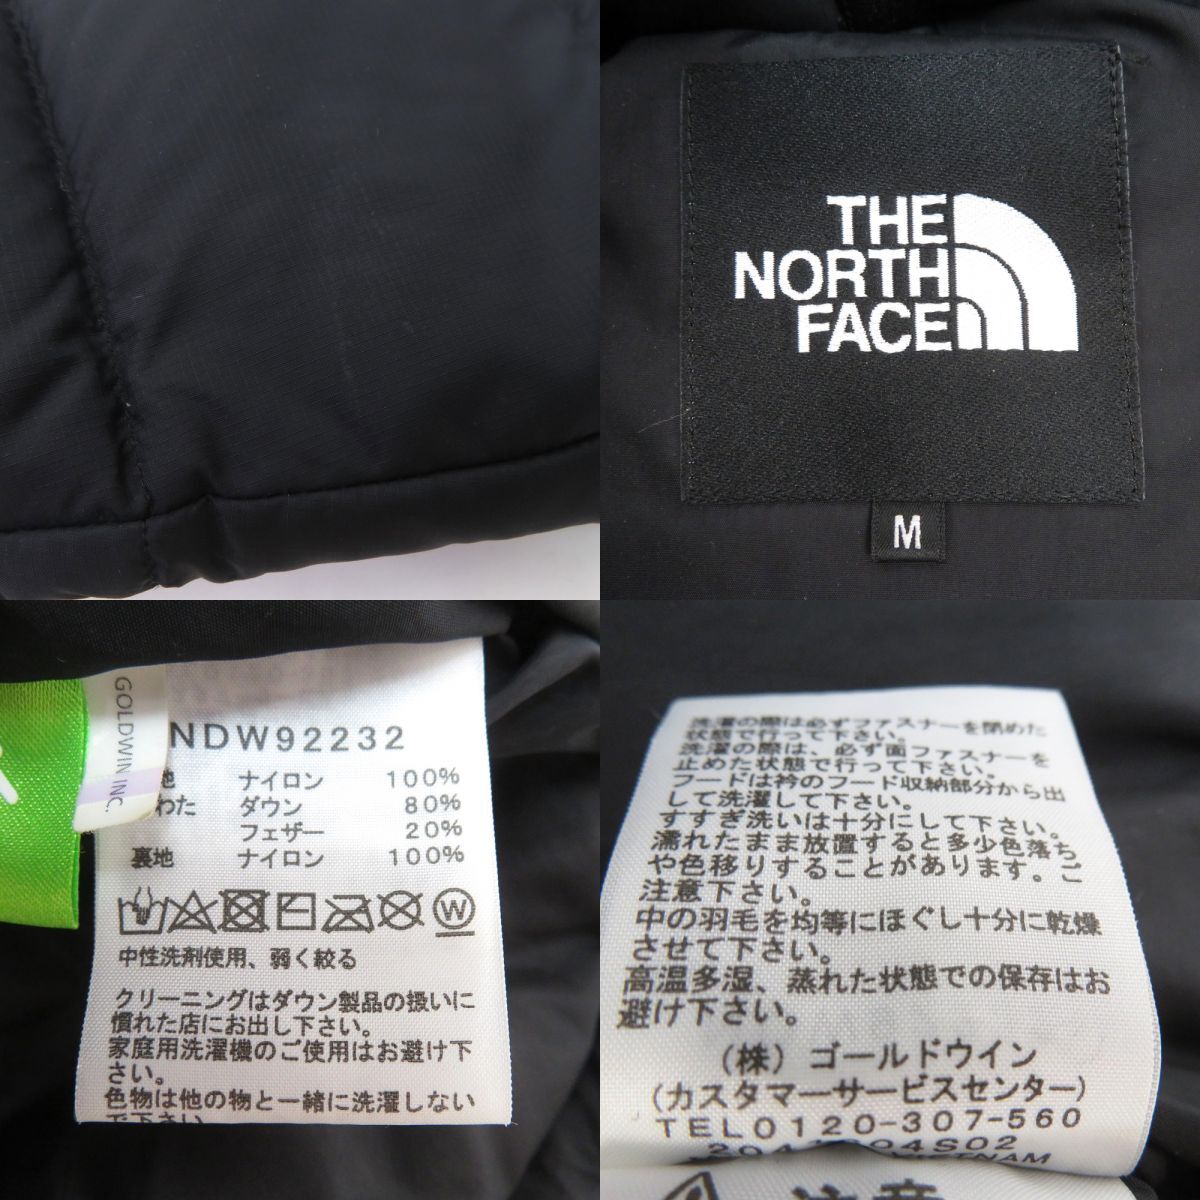 THE
NORTH
FACE
M
GOLDWIN INC.
NDW92232
地 ナイロン 100%
わた ダウン 80%
フェザー 20%
裏地 ナイロン 100%
W
中性洗剤使用、弱く絞る
クリーニングはダウン製品の扱いに
慣れた店にお出し下さい。
家庭用洗濯機のご使用はお避け下
さい。
色物は他の物と一緒に洗濯しない
で下さい
洗濯の際は必ずファスナーを閉めた
状態で行って下さい。
洗濯の際は、必ず面ファスナーを
止めた状態で行って下さい。
フードは衿のフード収納部分から出
して洗濯して下さい。
すすぎ洗いは十分にして下さい。
濡れたまま放置すると多少色落ち
や色移りすることがあります。ご
注意下さい。
中の羽毛を均等にほぐし十分に乾燥
させて下さい。
高温多湿、蒸れた状態での保存はお
避け下さい。
(株) ゴールドウイン
(カスタマーサービスセンター)
TEL0120-307-560
VIETNAM
注意